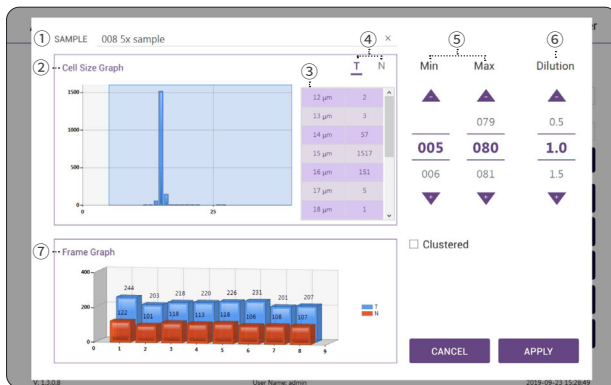 ① SAMPLE 008 5x sample ×
② Cell Size Graph
③
④
T N
⑤
Min Max
⑥
Dilution
1500
500
0
0 25
12 μm 2
13 μm 3
14 μm 57
15 μm 1517
16 μm 151
17 μm 5
18 μm 1
079 0.5
005 080 1.0
006 081 1.5
⑦ Frame Graph
400
200
0
244 203 218 220 226 231 201 207
122 101 118 113 118 106 108 107
0 1 2 3 4 5 6 7 8 9
T
N
Clustered
CANCEL APPLY
V. 1.3.0.8 User Name: admin 2019-09-23 15:28:49
er